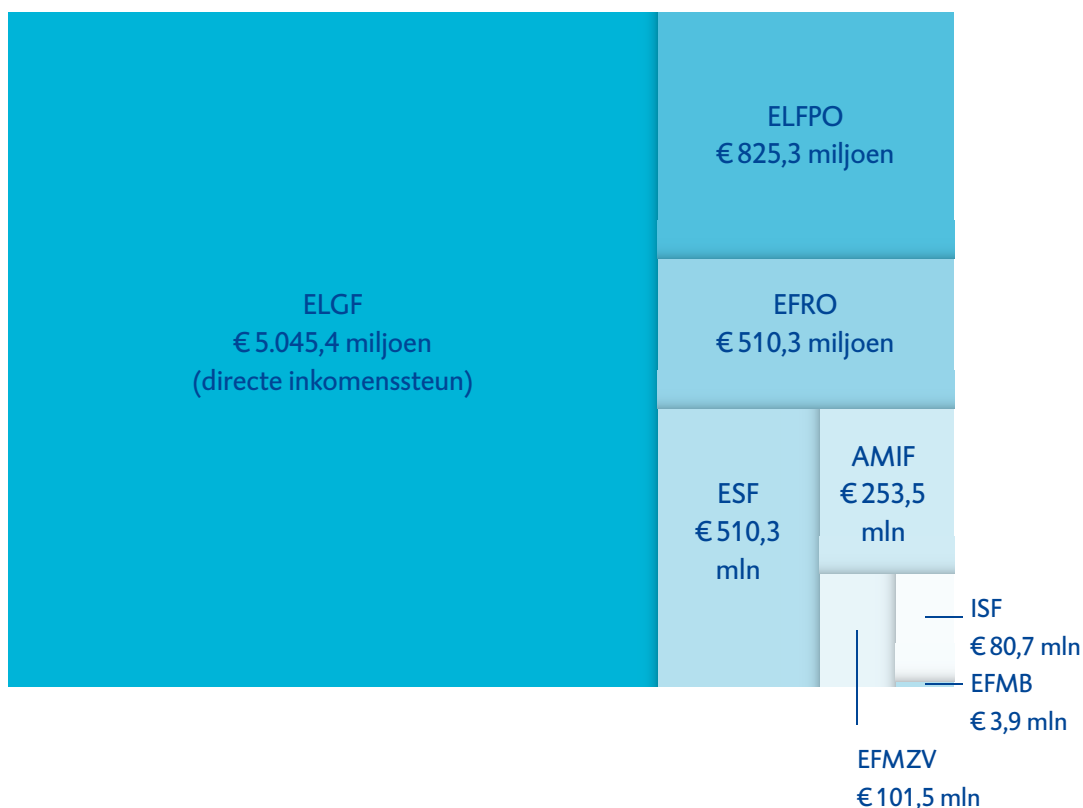 ELGF
€ 5.045,4 miljoen
(directe inkomenssteun)
ELFPO
€ 825,3 miljoen
EFRO
€ 510,3 miljoen
ESF
€ 510,3
mln
AMIF
€ 253,5
mln
ISF
€ 80,7 mln
EFMB
€ 3,9 mln
EFMZV
€ 101,5 mln